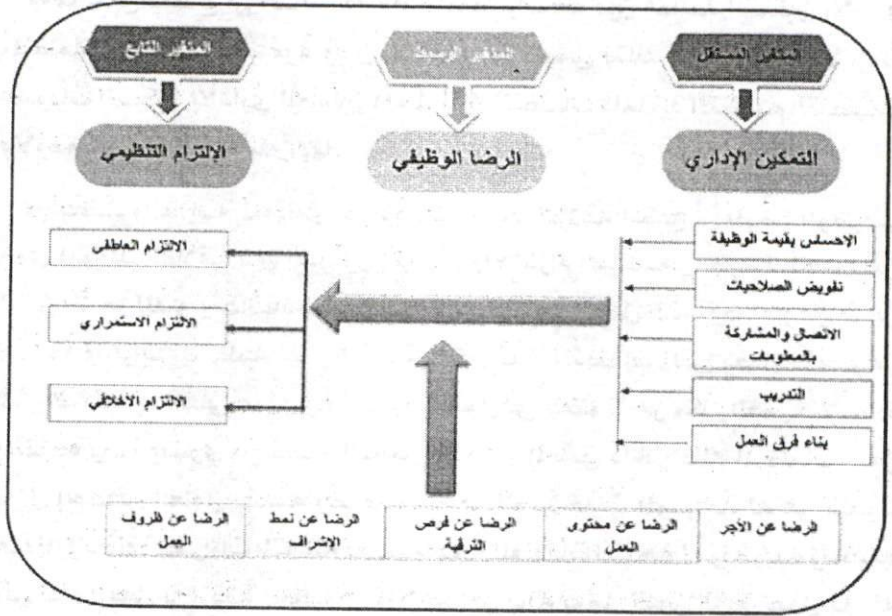 المتغير المستقل
المتغير الوسيط
المتغير التابع
التمكين الإداري
الرضا الوظيفي
الإلتزام التنظيمي
الاحساس بقيمة الوظيفة
تفويض الصلاحيات
الاتصال والمشاركة
بالمعلومات
التدريب
بناء فرق العمل
الالتزام العاطفي
الالتزام الاستمراري
الالتزام الأخلاقي
الرضا عن الأجر
الرضا عن محتوى
العمل
الرضا عن فرص
الترقية
الرضا عن نمط
الإشراف
الرضا عن ظروف
العمل